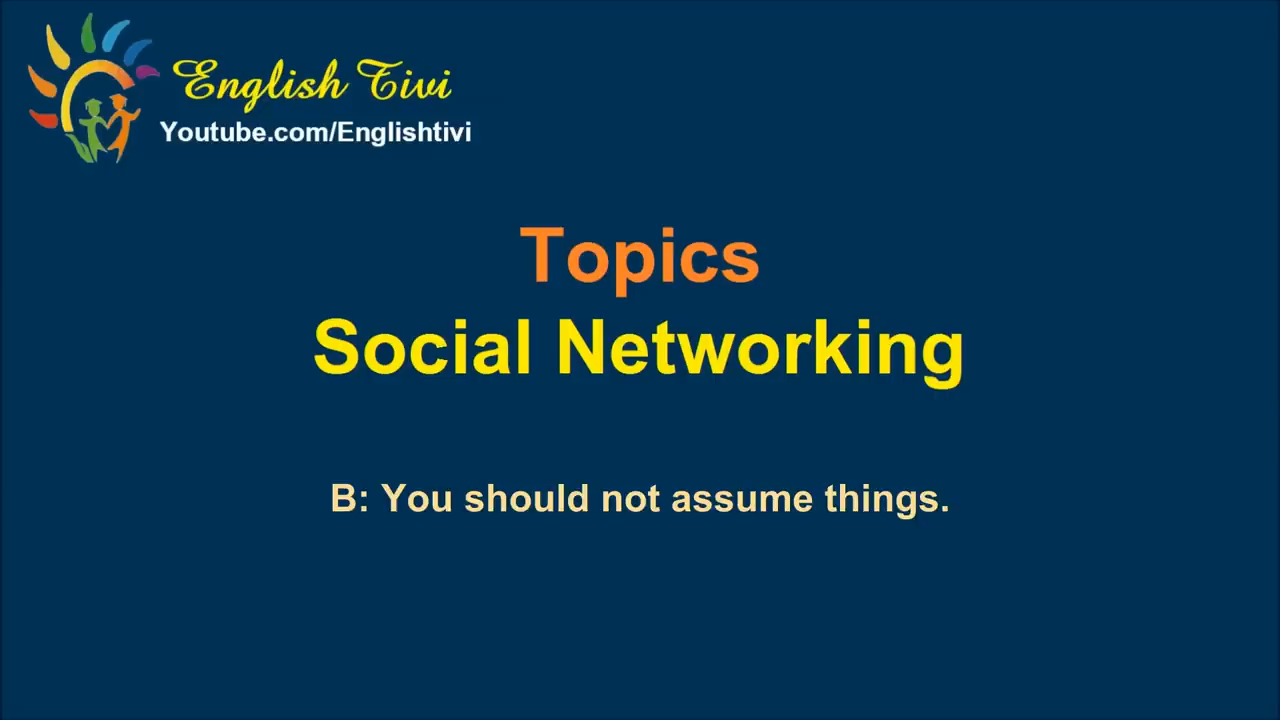 English Tivi
Youtube.com/Englishtivi
Topics
Social Networking
B: You should not assume things.